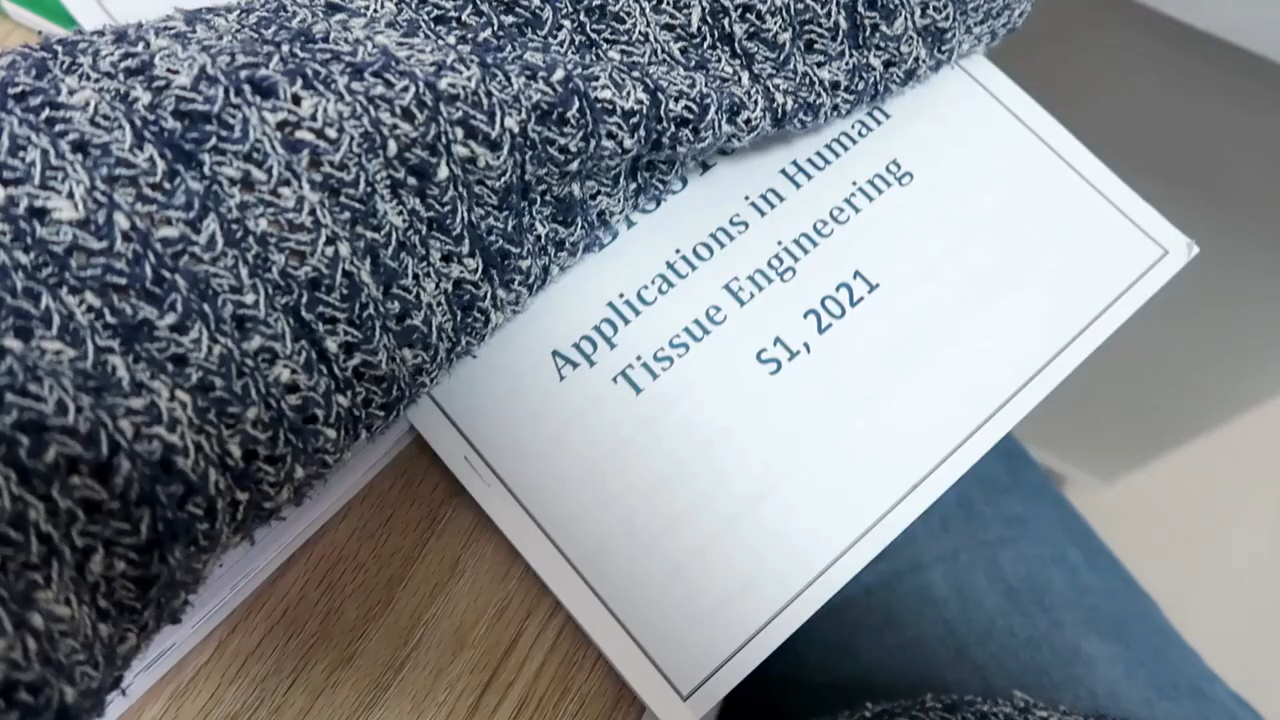 Applications in Human
Tissue Engineering
S1, 2021